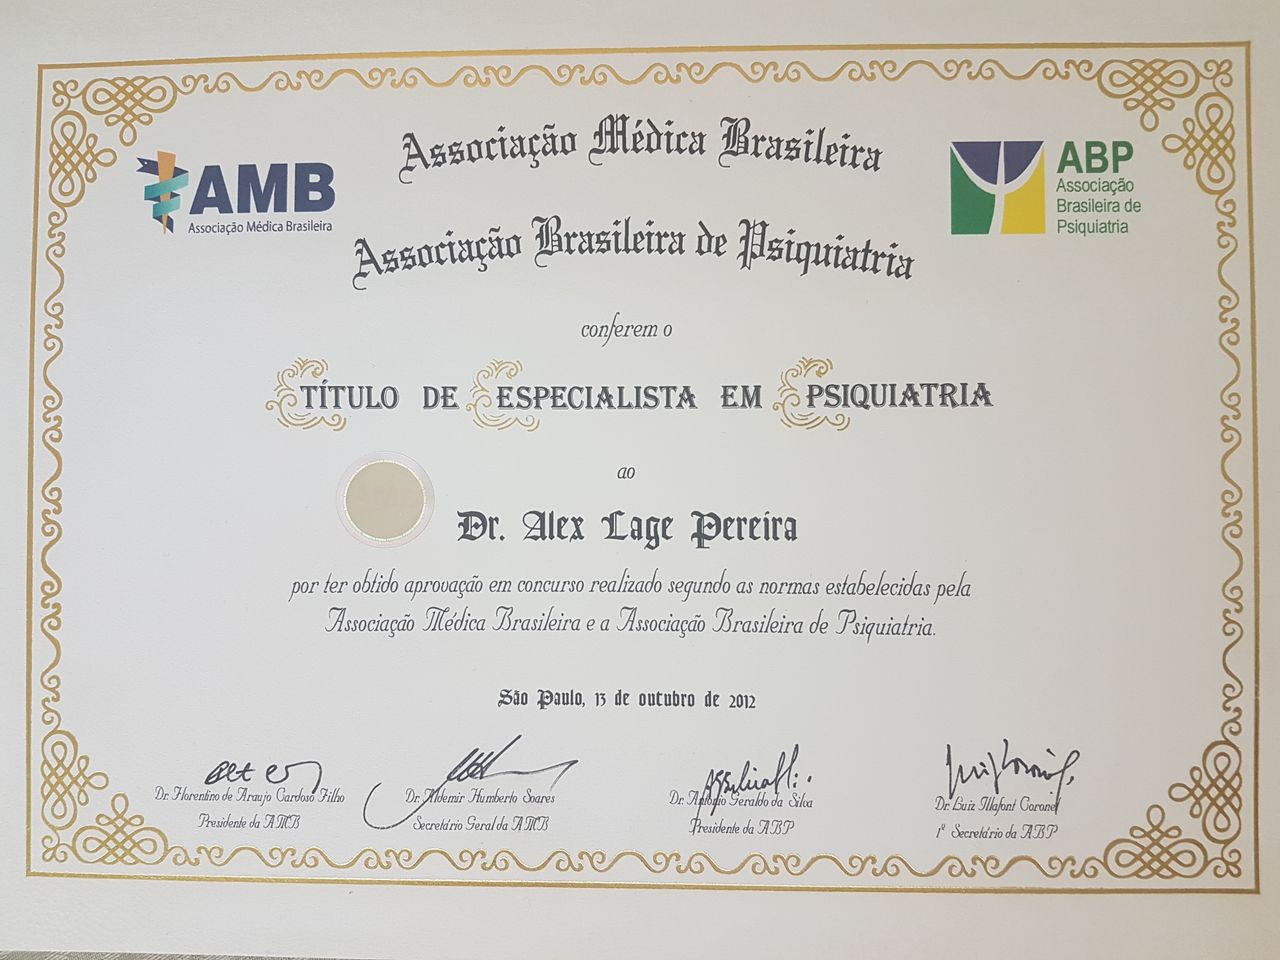 Associação Médica Brasileira
AMB
Associação Médica Brasileira
ABP
Associação
Brasileira de
Psiquiatria
Associação Brasileira de Psiquiatria
conferem o
TÍTULO DE ESPECIALISTA EM PSIQUIATRIA
ao
Dr. Alex Lage Pereira
por ter obtido aprovação em concurso realizado segundo as normas estabelecidas pela
Associação Médica Brasileira e a Associação Brasileira de Psiquiatria.
São Paulo, 13 de outubro de 2012
Dr. Florentino de Araujo Cardoso Filho
Presidente da AMB
Dr. Aldemir Humberto Soares
Secretário Geral da AMB
Dr. Antônio Geraldo da Silva
Presidente da ABP
Dr. Luiz Illafont Coronel
1º Secretário da ABP